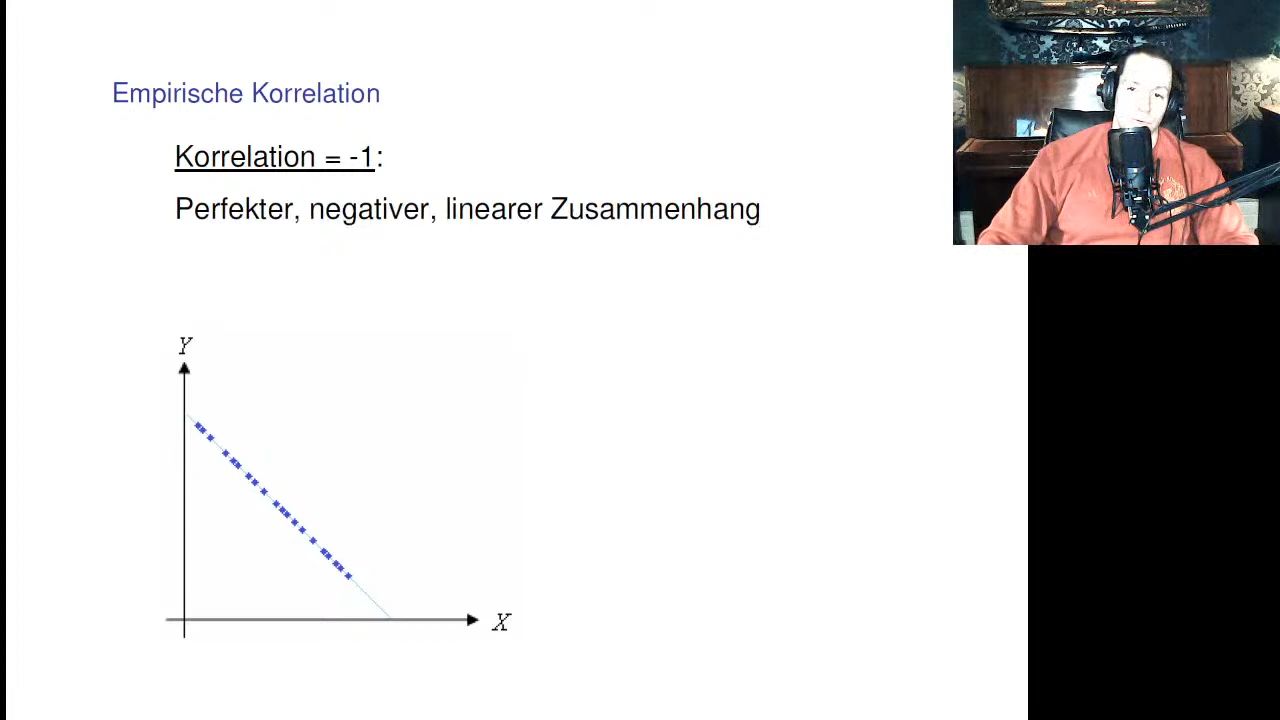 Empirische Korrelation
Korrelation = -1:
Perfekter, negativer, linearer Zusammenhang
Y
X